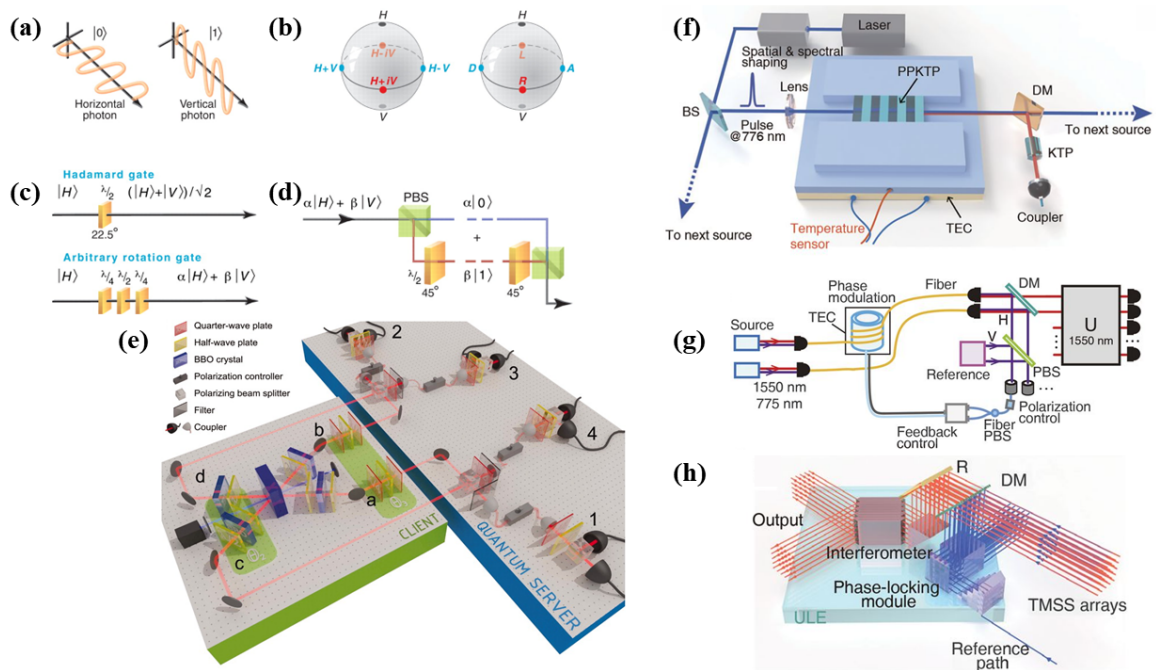 (a)
|0⟩
|1⟩
Horizontal
photon
Vertical
photon
(b)
H
H-iV
H+V
H-V
H+iV
V
H
L
D
A
R
V
(c)
Hadamard gate
|H⟩ λ/2 (|H⟩+|V⟩)/√2
22.5°
Arbitrary rotation gate
|H⟩ λ/4 λ/2 λ/4 α|H⟩+ β|V⟩
(d)
α|H⟩+ β|V⟩
PBS
α|0⟩
+
λ/2
β|1⟩
45°
45°
(e)
Quarter-wave plate
Half-wave plate
BBO crystal
Polarization controller
Polarizing beam splitter
Filter
Coupler
2
3
4
1
b
d
a
c
CLIENT
QUANTUM SERVER
(f)
Laser
Spatial & spectral
shaping
PPKTP
Lens
DM
BS
Pulse
@776 nm
To next source
KTP
Coupler
To next source
Temperature
sensor
TEC
(g)
Phase
modulation
TEC
Fiber
DM
Source
H
V
U
1550 nm
Reference
PBS
1550 nm
775 nm
Polarization
control
Feedback
control
Fiber
PBS
(h)
R
DM
Output
Interferometer
Phase-locking
module
TMSS arrays
ULE
Reference
path